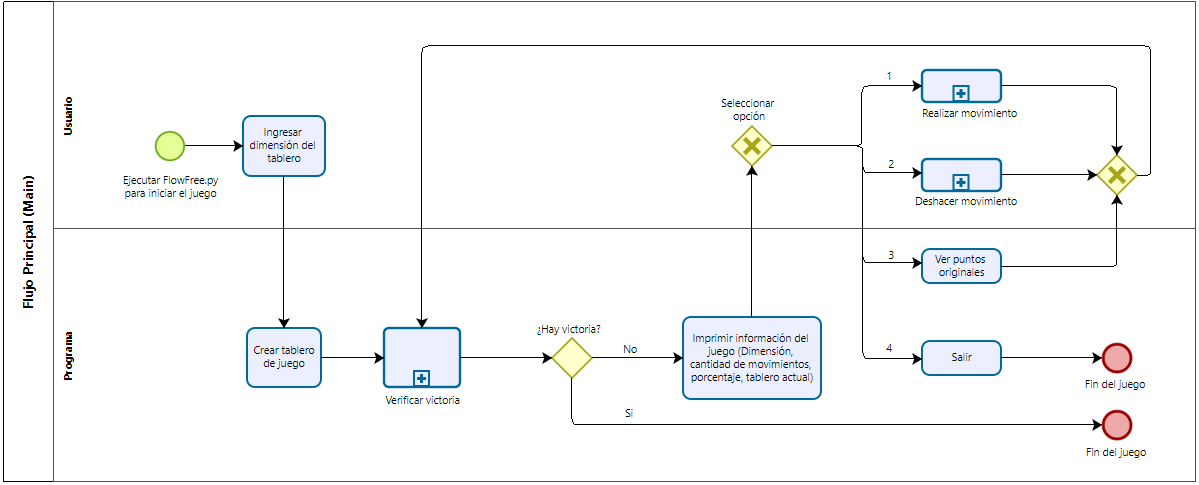 Flujo Principal (Main)
Usuario
Ejecutar FlowFree.py
para iniciar el juego
Ingresar
dimensión del
tablero
Seleccionar
opción
1
Realizar movimiento
2
Deshacer movimiento
Programa
3
Ver puntos
originales
Crear tablero
de juego
Verificar victoria
¿Hay victoria?
No
Si
Imprimir información del
juego (Dimensión,
cantidad de movimientos,
porcentaje, tablero actual)
4
Salir
Fin del juego
Fin del juego